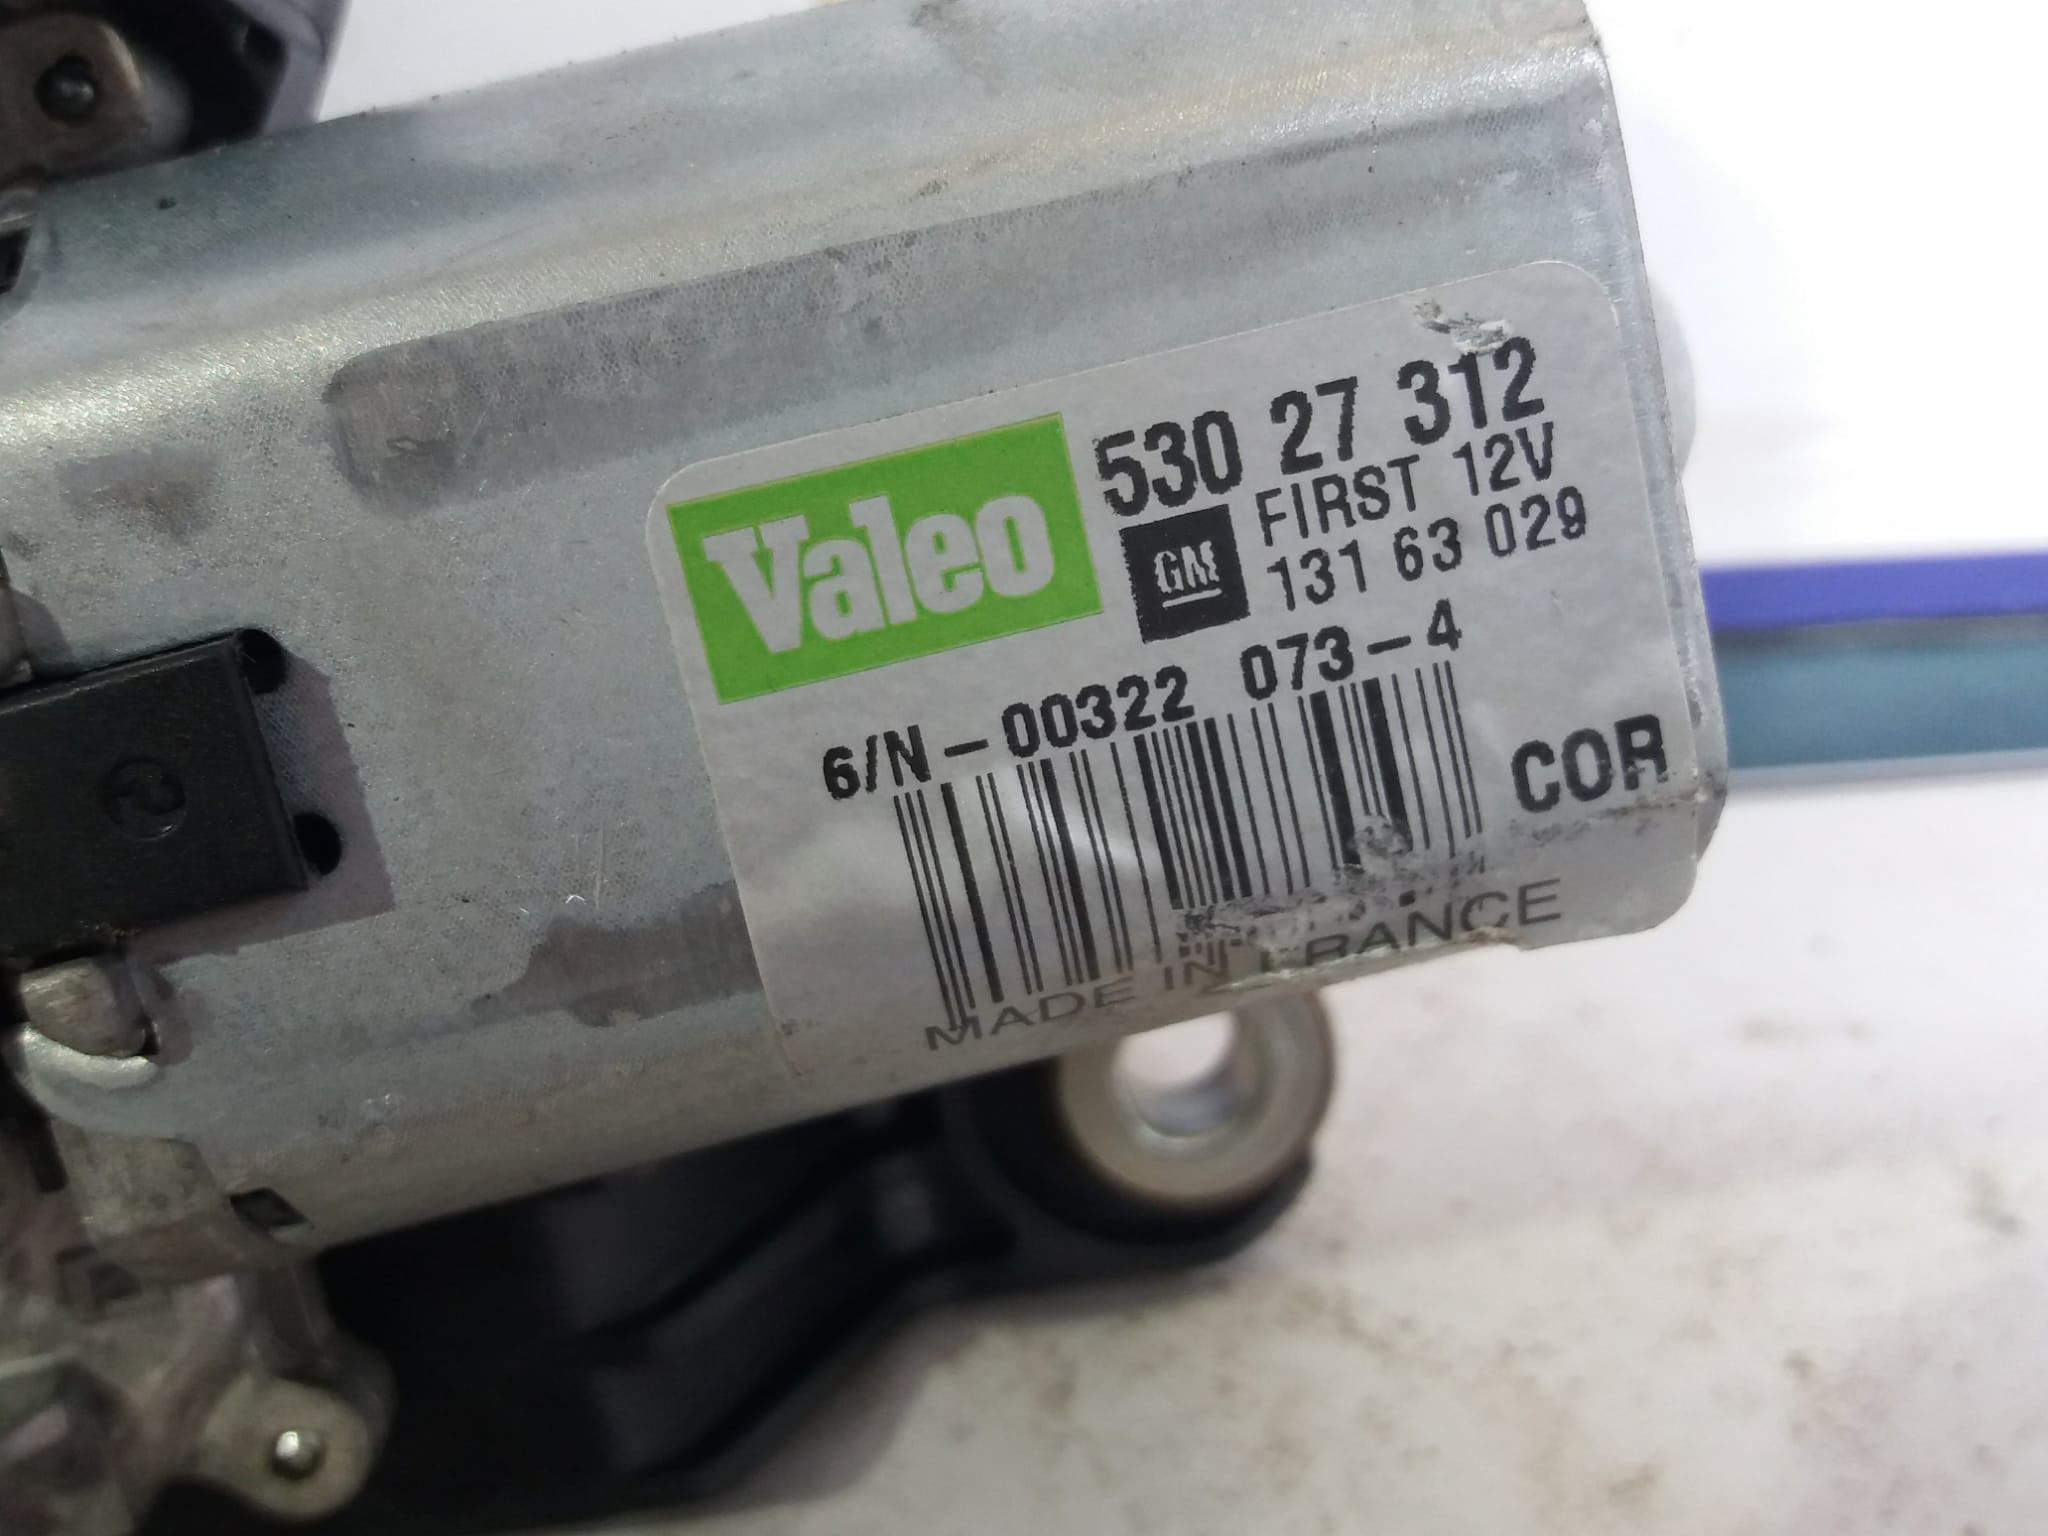 Valeo
530 27 312
GM
FIRST 12V
131 63 029
6/N-00322 073-4
COR
MADE IN FRANCE